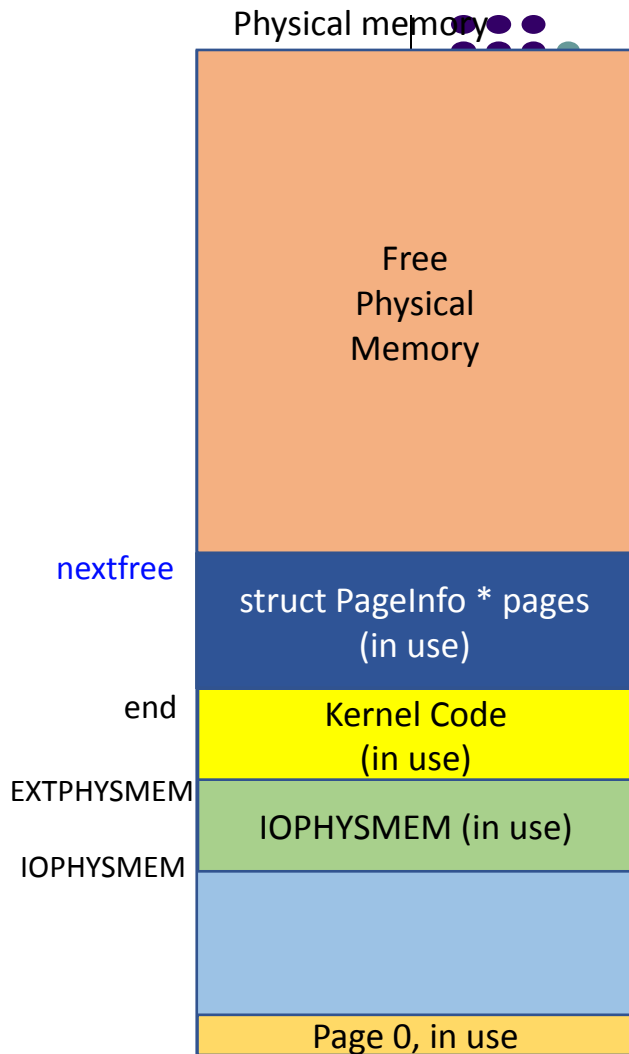 Physical memory
Free
Physical
Memory
nextfree
struct PageInfo * pages
(in use)
end
Kernel Code
(in use)
EXTPHYSMEM
IOPHYSMEM (in use)
IOPHYSMEM
Page 0, in use